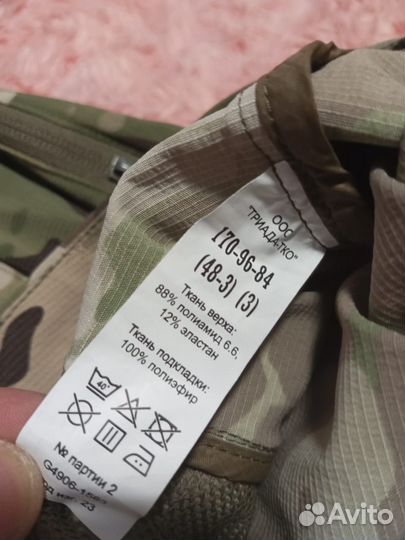 ООО
"ТРИАДА-ТКО"
170-96-84
(48-3) (3)
Ткань верха:
88% полиамид 6.6,
12% эластан
Ткань подкладки:
100% полиэфир
40°
№ партии 2
23
Avito